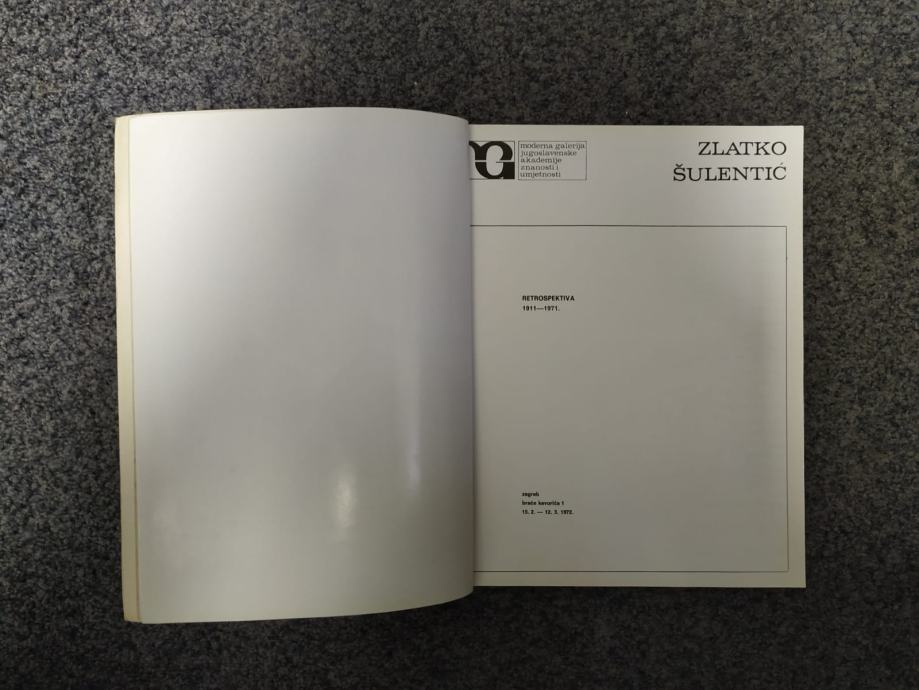 moderna galerija
jugoslavenske
akademije
znanosti i
umjetnosti
ZLATKO
ŠULENTIĆ
RETROSPEKTIVA
1911—1971.
zagreb
braće kavurića 1
15. 2. — 12. 3. 1972.